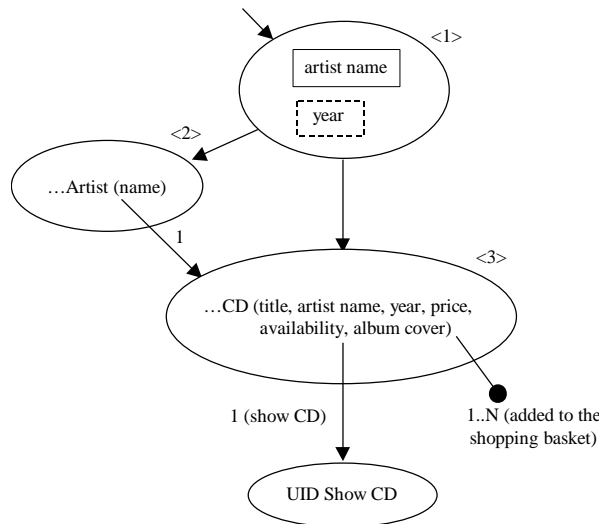 <1>
artist name
year
<2>
…Artist (name)
1
<3>
…CD (title, artist name, year, price,
availability, album cover)
1 (show CD)
1..N (added to the
shopping basket)
UID Show CD